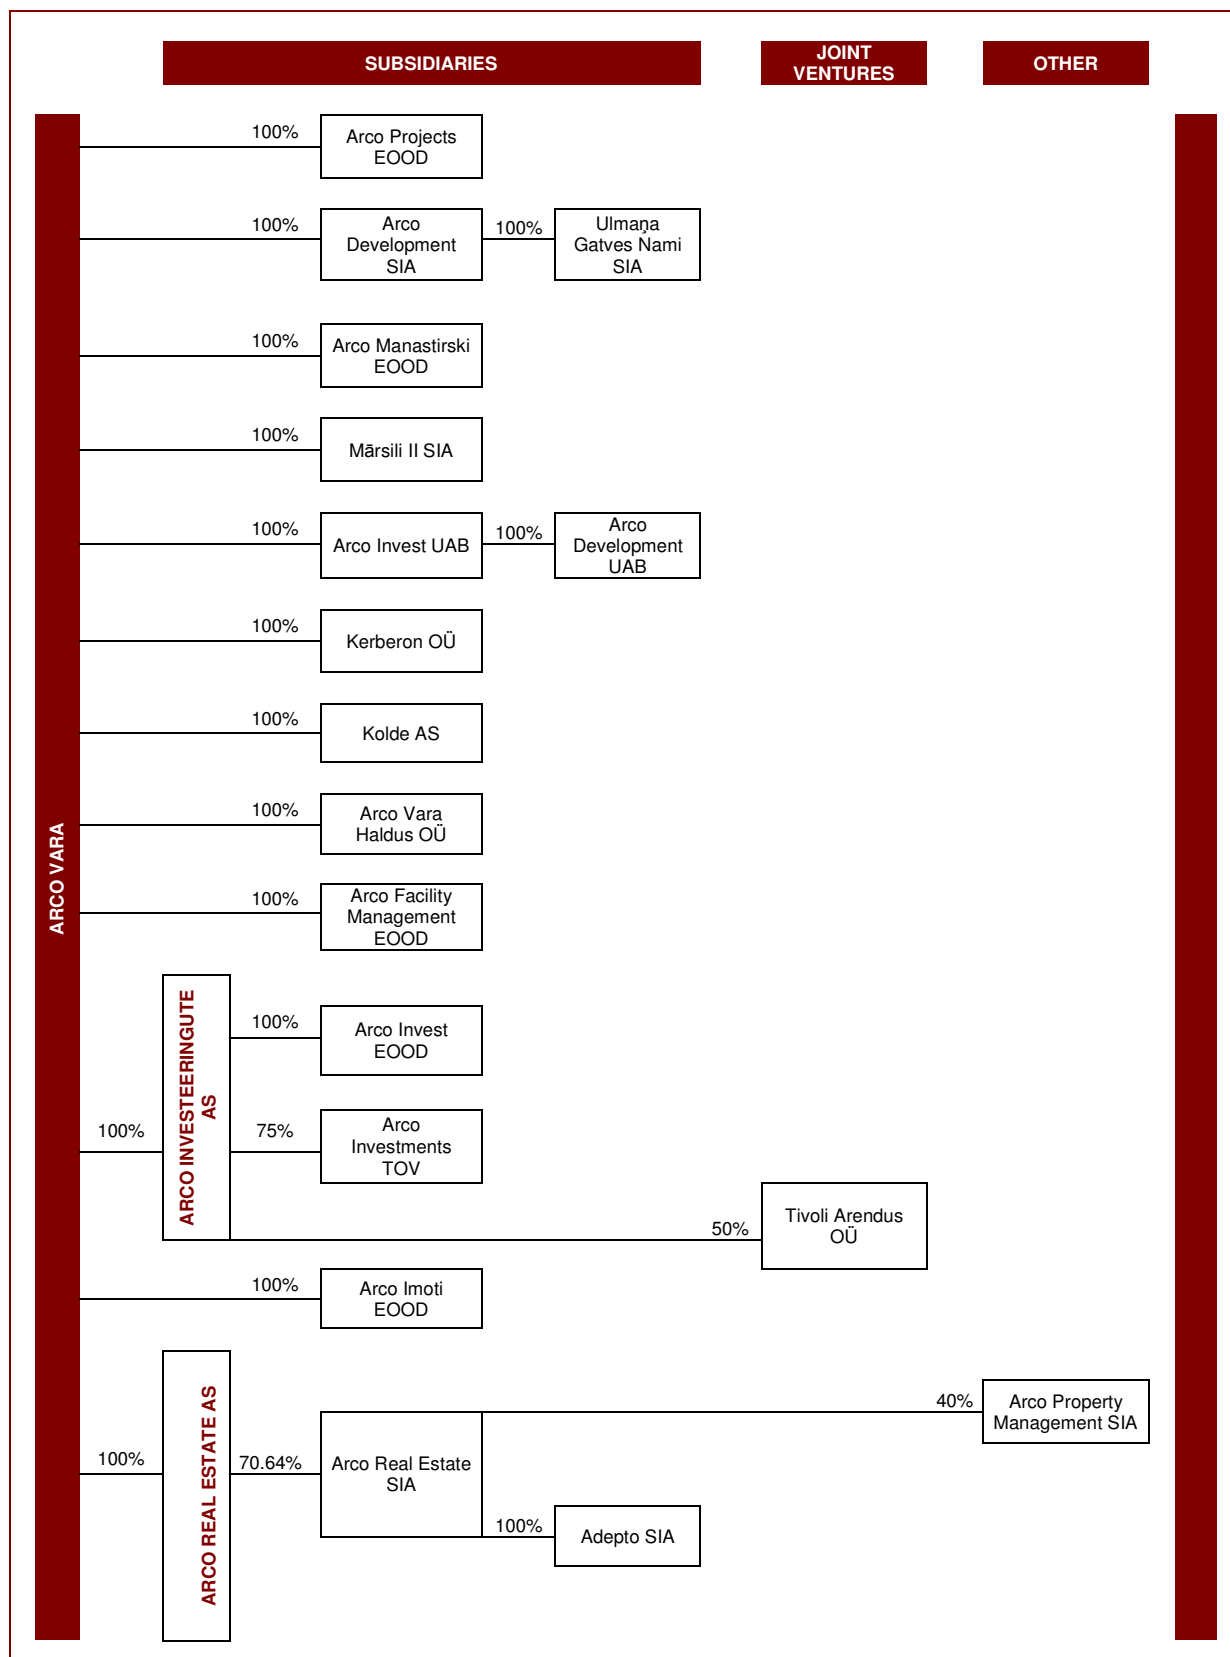 SUBSIDIARIES
JOINT
VENTURES
OTHER
ARCO VARA
100%
Arco Projects
EOOD
100%
Arco
Development
SIA
100%
Ulmaņa
Gatves Nami
SIA
100%
Arco Manastirski
EOOD
100%
Mārsili II SIA
100%
Arco Invest UAB
100%
Arco
Development
UAB
100%
Kerberon OÜ
100%
Kolde AS
100%
Arco Vara
Haldus OÜ
100%
Arco Facility
Management
EOOD
100%
ARCO INVESTEERINGUTE
AS
100%
Arco Invest
EOOD
75%
Arco
Investments
TOV
50%
Tivoli Arendus
OÜ
100%
Arco Imoti
EOOD
100%
ARCO REAL ESTATE AS
70.64%
Arco Real Estate
SIA
40%
Arco Property
Management SIA
100%
Adepto SIA